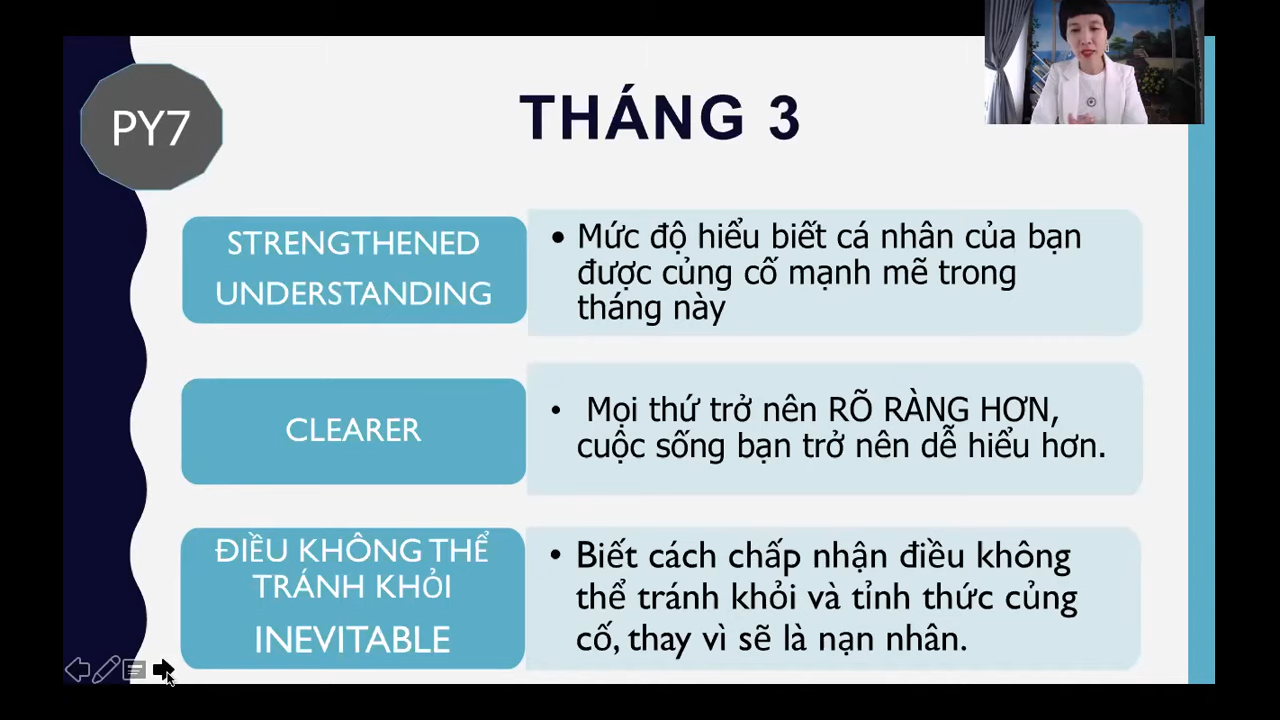 PY7
THÁNG 3
STRENGTHENED
UNDERSTANDING
• Mức độ hiểu biết cá nhân của bạn
được củng cố mạnh mẽ trong
tháng này
CLEARER
• Mọi thứ trở nên RÕ RÀNG HƠN,
cuộc sống bạn trở nên dễ hiểu hơn.
ĐIỀU KHÔNG THỂ
TRÁNH KHỎI
INEVITABLE
• Biết cách chấp nhận điều không
thể tránh khỏi và tỉnh thức củng
cố, thay vì sẽ là nạn nhân.